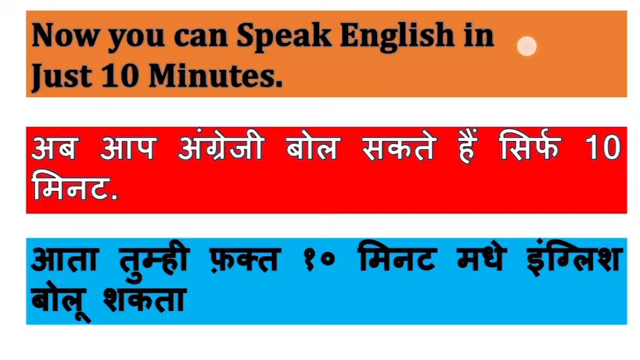 Now you can Speak English in
Just 10 Minutes.
अब आप अंग्रेजी बोल सकते हैं सिर्फ 10
मिनट.
आता तुम्ही फ़क्त १० मिनट मधे इंग्लिश
बोलू शकता